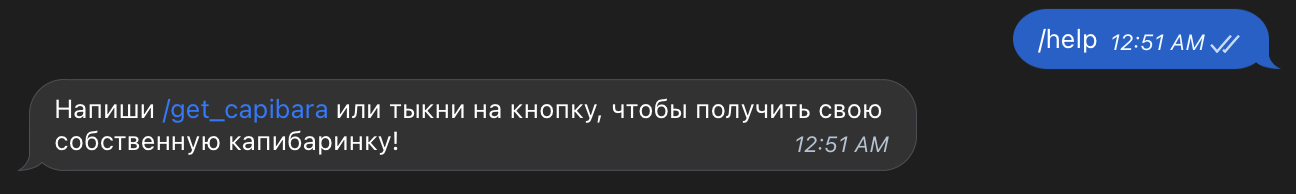 /help 12:51 AM
Напиши /get_capibara или тыкни на кнопку, чтобы получить свою
собственную капибаринку!
12:51 AM